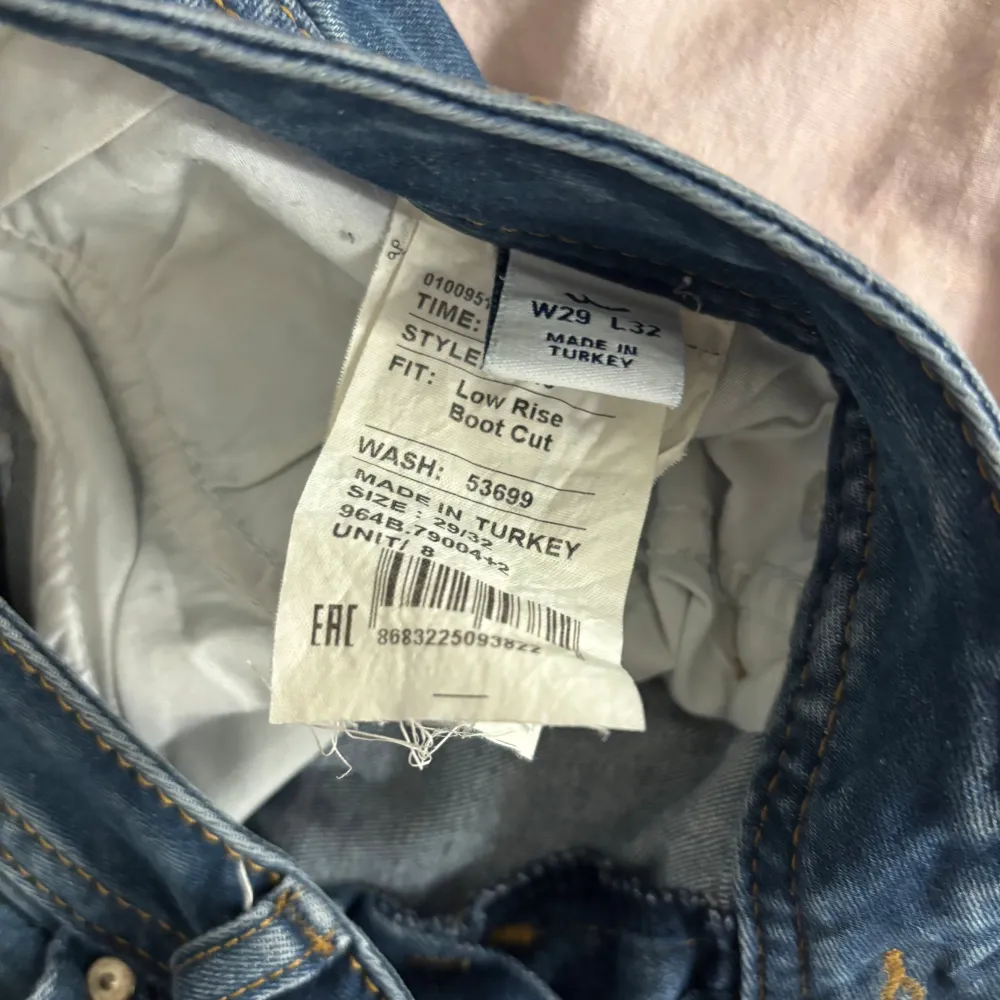 W29 L32
MADE IN
TURKEY
010095
TIME:
STYLE
FIT: Low Rise
Boot Cut
WASH: 53699
MADE IN TURKEY
SIZE : 29/32
964B.79004+2
UNIT/ 8
EAC
8683225093822